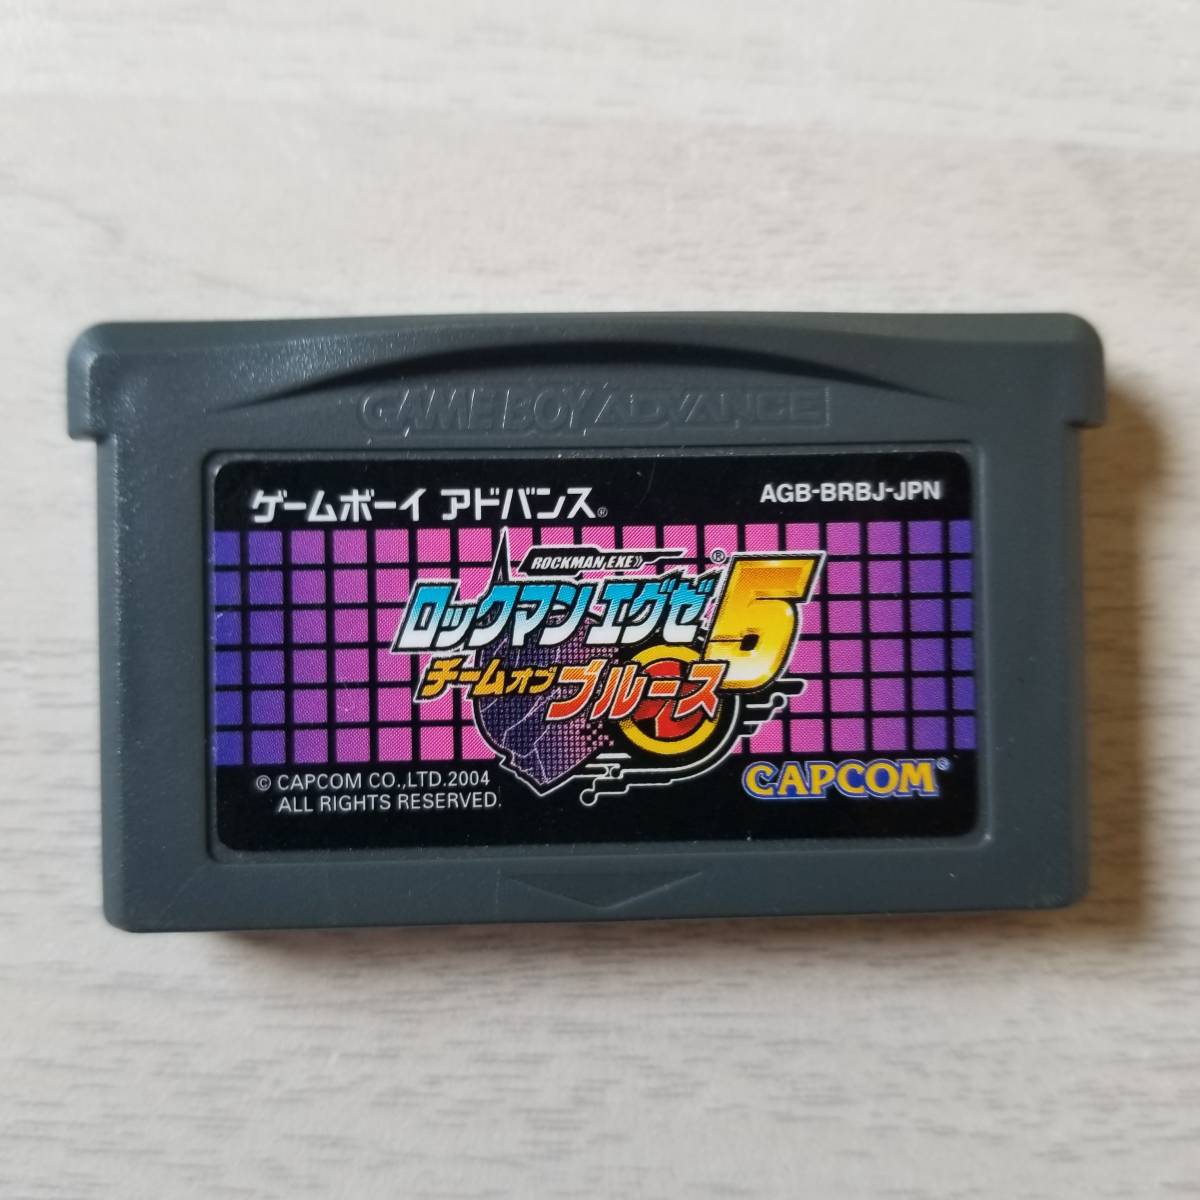 GAME BOY ADVANCE
ゲームボーイ アドバンス®
AGB-BRBJ-JPN
ROCKMAN.EXE»
ロックマン エグゼ 5®
チーム オブ ブルース
© CAPCOM CO.,LTD.2004
ALL RIGHTS RESERVED.
CAPCOM®